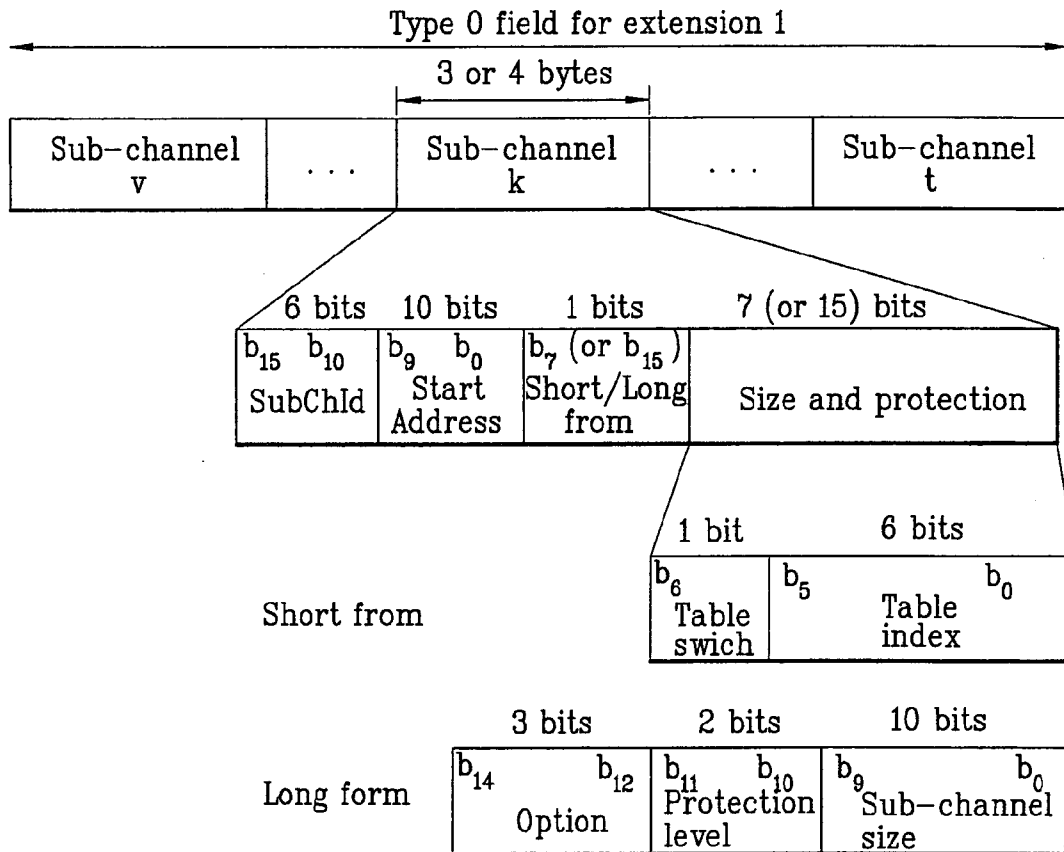 Type 0 field for extension 1
3 or 4 bytes
Sub-channel v
...
Sub-channel k
...
Sub-channel t
6 bits
10 bits
1 bits
7 (or 15) bits
b15 b10
SubChId
b9 b0
Start
Address
b7 (or b15)
Short/Long
from
Size and protection
1 bit
6 bits
Short from
b6
Table
swich
b5 b0
Table
index
3 bits
2 bits
10 bits
Long form
b14 b12
Option
b11 b10
Protection
level
b9 b0
Sub-channel
size